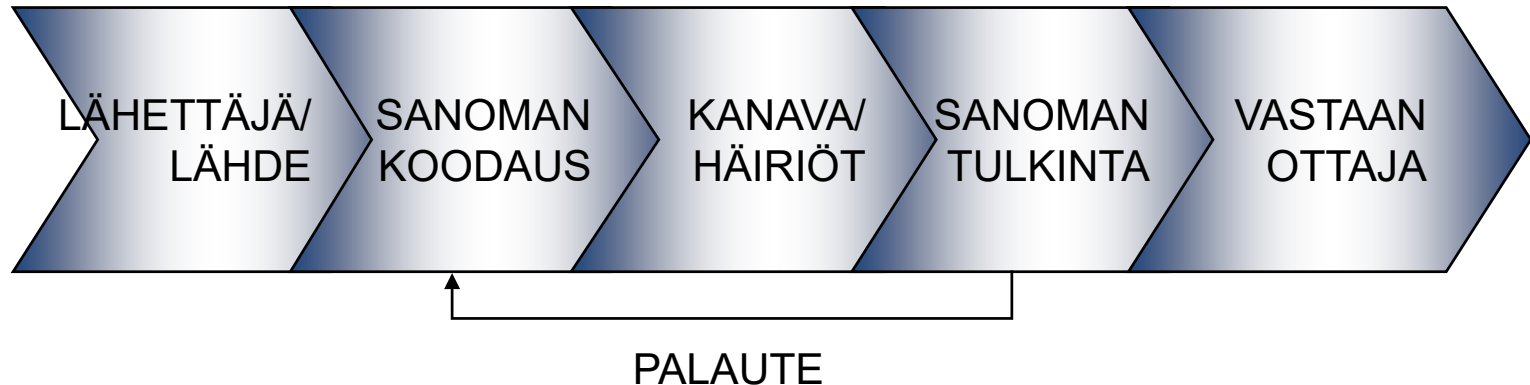 LÄHETTÄJÄ/
LÄHDE
SANOMAN
KOODAUS
KANAVA/
HÄIRIÖT
SANOMAN
TULKINTA
VASTAAN
OTTAJA
PALAUTE